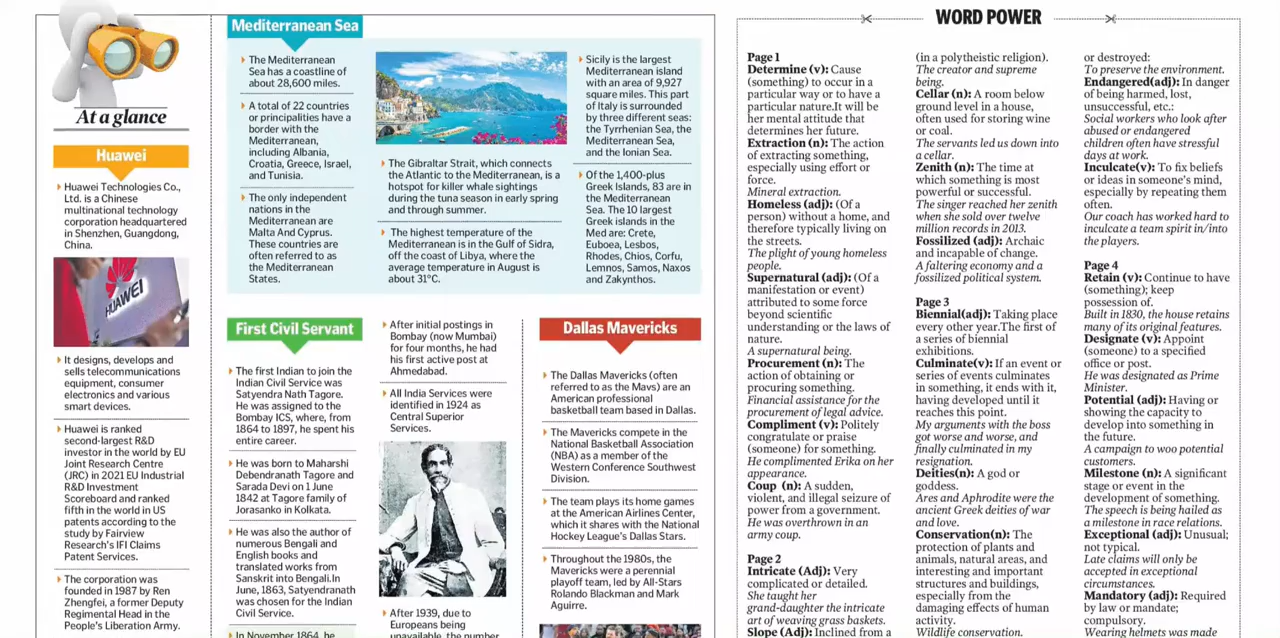 At a glance
Huawei
Huawei Technologies Co.,
Ltd. is a Chinese
multinational technology
corporation headquartered
in Shenzhen, Guangdong,
China.
HUAWEI
It designs, develops and
sells telecommunications
equipment, consumer
electronics and various
smart devices.
Huawei is ranked
second-largest R&D
investor in the world by EU
Joint Research Centre
(JRC) in 2021 EU Industrial
R&D Investment
Scoreboard and ranked
fifth in the world in US
patents according to the
study by Fairview
Research's IFI Claims
Patent Services.
The corporation was
founded in 1987 by Ren
Zhengfei, a former Deputy
Regimental Head in the
People's Liberation Army.
Mediterranean Sea
The Mediterranean
Sea has a coastline of
about 28,600 miles.
A total of 22 countries
or principalities have a
border with the
Mediterranean,
including Albania,
Croatia, Greece, Israel,
and Tunisia.
The only independent
nations in the
Mediterranean are
Malta And Cyprus.
These countries are
often referred to as
the Mediterranean
States.
The Gibraltar Strait, which connects
the Atlantic to the Mediterranean, is a
hotspot for killer whale sightings
during the tuna season in early spring
and through summer.
The highest temperature of the
Mediterranean is in the Gulf of Sidra,
off the coast of Libya, where the
average temperature in August is
about 31°C.
Sicily is the largest
Mediterranean island
with an area of 9,927
square miles. This part
of Italy is surrounded
by three different seas:
the Tyrrhenian Sea, the
Mediterranean Sea,
and the Ionian Sea.
Of the 1,400-plus
Greek Islands, 83 are in
the Mediterranean
Sea. The 10 largest
Greek islands in the
Med are: Crete,
Euboea, Lesbos,
Rhodes, Chios, Corfu,
Lemnos, Samos, Naxos
and Zakynthos.
First Civil Servant
The first Indian to join the
Indian Civil Service was
Satyendra Nath Tagore.
He was assigned to the
Bombay ICS, where, from
1864 to 1897, he spent his
entire career.
He was born to Maharshi
Debendranath Tagore and
Sarada Devi on 1 June
1842 at Tagore family of
Jorasanko in Kolkata.
He was also the author of
numerous Bengali and
English books and
translated works from
Sanskrit into Bengali.In
June, 1863, Satyendranath
was chosen for the Indian
Civil Service.
In November 1864, he
After initial postings in
Bombay (now Mumbai)
for four months, he had
his first active post at
Ahmedabad.
All India Services were
identified in 1924 as
Central Superior
Services.
After 1939, due to
Europeans being
unavailable, the number
Dallas Mavericks
The Dallas Mavericks (often
referred to as the Mavs) are an
American professional
basketball team based in Dallas.
The Mavericks compete in the
National Basketball Association
(NBA) as a member of the
Western Conference Southwest
Division.
The team plays its home games
at the American Airlines Center,
which it shares with the National
Hockey League's Dallas Stars.
Throughout the 1980s, the
Mavericks were a perennial
playoff team, led by All-Stars
Rolando Blackman and Mark
Aguirre.
WORD POWER
Page 1
Determine (v): Cause
(something) to occur in a
particular way or to have a
particular nature.It will be
her mental attitude that
determines her future.
Extraction (n): The action
of extracting something,
especially using effort or
force.
Mineral extraction.
Homeless (adj): (Of a
person) without a home, and
therefore typically living on
the streets.
The plight of young homeless
people.
Supernatural (adj): (Of a
manifestation or event)
attributed to some force
beyond scientific
understanding or the laws of
nature.
A supernatural being.
Procurement (n): The
action of obtaining or
procuring something.
Financial assistance for the
procurement of legal advice.
Compliment (v): Politely
congratulate or praise
(someone) for something.
He complimented Erika on her
appearance.
Coup (n): A sudden,
violent, and illegal seizure of
power from a government.
He was overthrown in an
army coup.
Page 2
Intricate (Adj): Very
complicated or detailed.
She taught her
grand-daughter the intricate
art of weaving grass baskets.
Slope (Adj): Inclined from a
(in a polytheistic religion).
The creator and supreme
being.
Cellar (n): A room below
ground level in a house,
often used for storing wine
or coal.
The servants led us down into
a cellar.
Zenith (n): The time at
which something is most
powerful or successful.
The singer reached her zenith
when she sold over twelve
million records in 2013.
Fossilized (adj): Archaic
and incapable of change.
A faltering economy and a
fossilized political system.
Page 3
Biennial(adj): Taking place
every other year.The first of
a series of biennial
exhibitions.
Culminate(v): If an event or
series of events culminates
in something, it ends with it,
having developed until it
reaches this point.
My arguments with the boss
got worse and worse, and
finally culminated in my
resignation.
Deities(n): A god or
goddess.
Ares and Aphrodite were the
ancient Greek deities of war
and love.
Conservation(n): The
protection of plants and
animals, natural areas, and
interesting and important
structures and buildings,
especially from the
damaging effects of human
activity.
Wildlife conservation.
or destroyed:
To preserve the environment.
Endangered(adj): In danger
of being harmed, lost,
unsuccessful, etc.:
Social workers who look after
abused or endangered
children often have stressful
days at work.
Inculcate(v): To fix beliefs
or ideas in someone's mind,
especially by repeating them
often.
Our coach has worked hard to
inculcate a team spirit in/into
the players.
Page 4
Retain (v): Continue to have
(something); keep
possession of.
Built in 1830, the house retains
many of its original features.
Designate (v): Appoint
(someone) to a specified
office or post.
He was designated as Prime
Minister.
Potential (adj): Having or
showing the capacity to
develop into something in
the future.
A campaign to woo potential
customers.
Milestone (n): A significant
stage or event in the
development of something.
The speech is being hailed as
a milestone in race relations.
Exceptional (adj): Unusual;
not typical.
Late claims will only be
accepted in exceptional
circumstances.
Mandatory (adj): Required
by law or mandate;
compulsory.
Wearing helmets was made